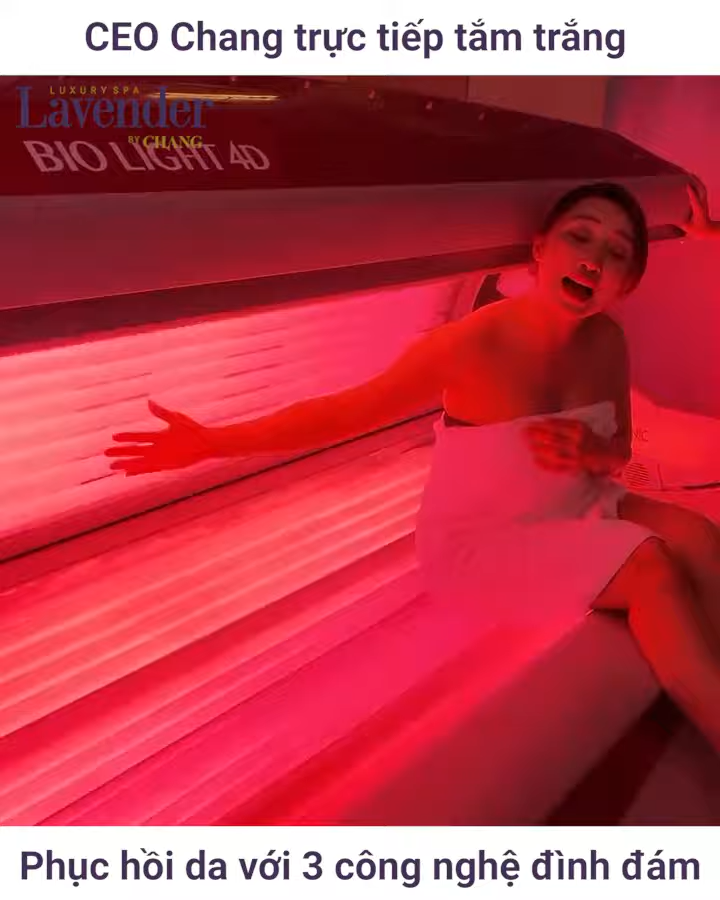 CEO Chang trực tiếp tắm trắng
LUXURY SPA
Lavender
BY CHANG
BIO LIGHT 4D
Phục hồi da với 3 công nghệ đình đám